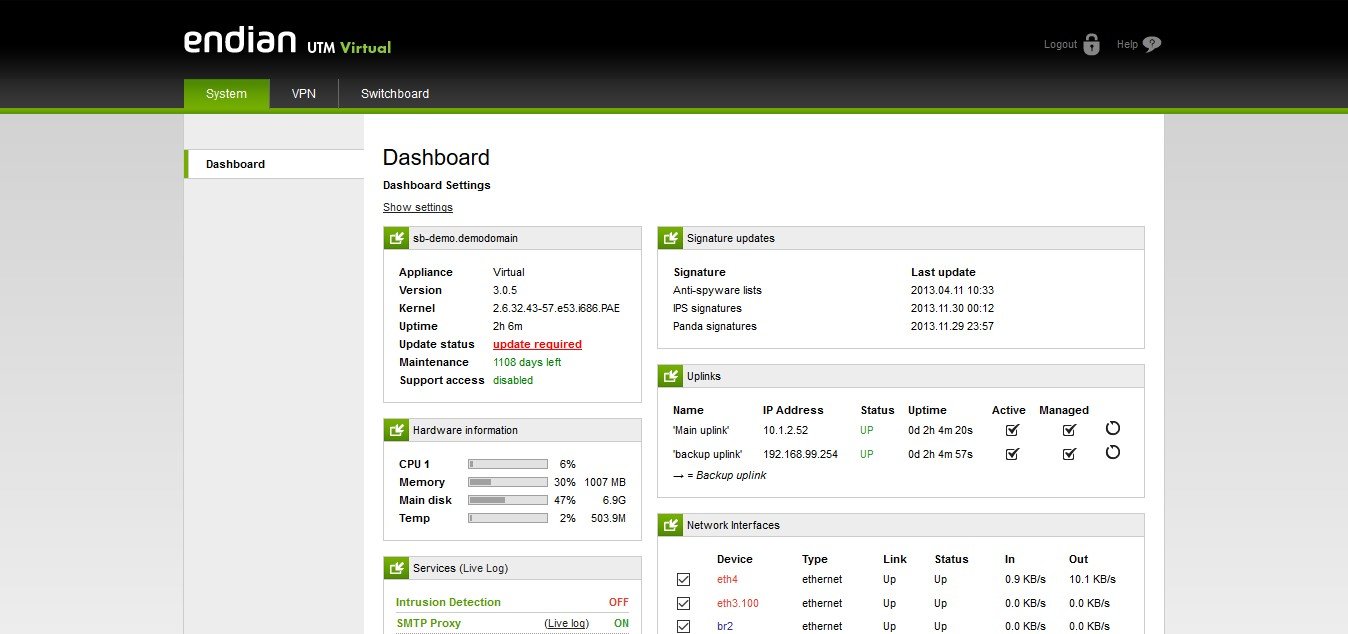 endian UTM Virtual
Logout Help ?
System VPN Switchboard
Dashboard
Dashboard
Dashboard Settings
Show settings
sb-demo.demodomain
Appliance Virtual
Version 3.0.5
Kernel 2.6.32.43-57.e53.i686.PAE
Uptime 2h 6m
Update status update required
Maintenance 1108 days left
Support access disabled
Hardware information
CPU 1 6%
Memory 30% 1007 MB
Main disk 47% 6.9G
Temp 2% 503.9M
Services (Live Log)
Intrusion Detection OFF
SMTP Proxy (Live log) ON
Signature updates
Signature Last update
Anti-spyware lists 2013.04.11 10:33
IPS signatures 2013.11.30 00:12
Panda signatures 2013.11.29 23:57
Uplinks
Name IP Address Status Uptime Active Managed
'Main uplink' 10.1.2.52 UP 0d 2h 4m 20s
'backup uplink' 192.168.99.254 UP 0d 2h 4m 57s
→ = Backup uplink
Network Interfaces
Device Type Link Status In Out
eth4 ethernet Up Up 0.9 KB/s 10.1 KB/s
eth3.100 ethernet Up Up 0.0 KB/s 0.0 KB/s
br2 ethernet Up Up 0.0 KB/s 0.0 KB/s